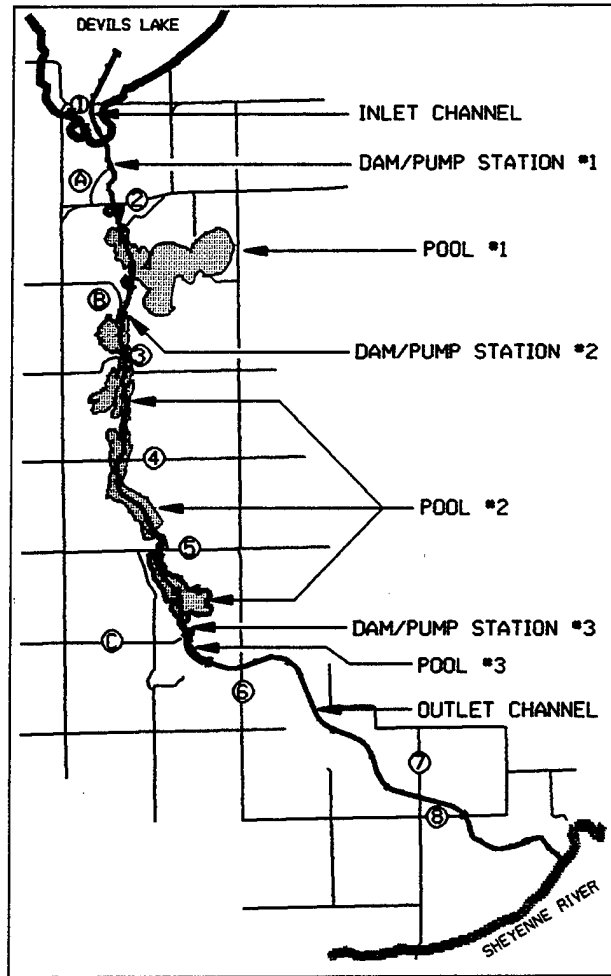 DEVILS LAKE
1
INLET CHANNEL
DAM/PUMP STATION #1
A
2
POOL #1
B
DAM/PUMP STATION #2
3
4
POOL #2
5
DAM/PUMP STATION #3
C
POOL #3
6
OUTLET CHANNEL
7
8
SHEYENNE RIVER